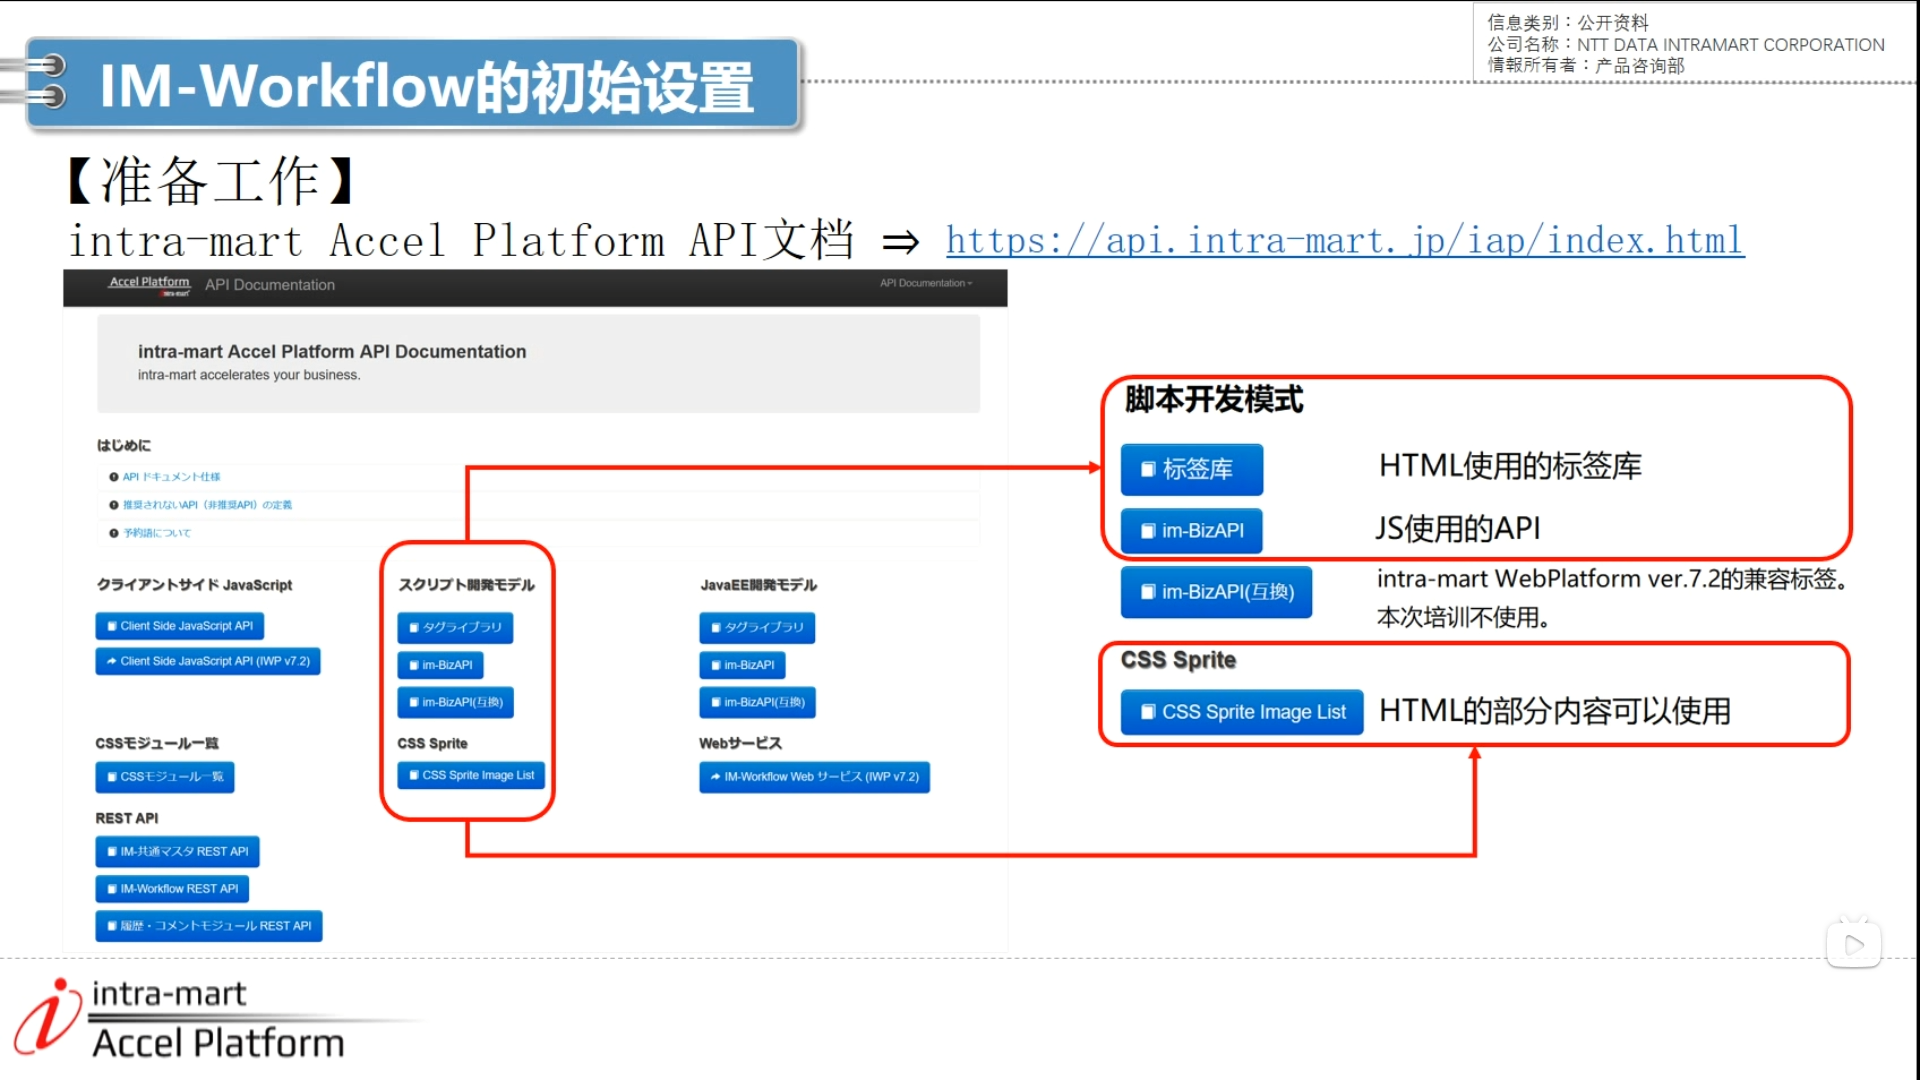 信息类别：公开资料
公司名称：NTT DATA INTRAMART CORPORATION
情報所有者：产品咨询部
IM-Workflow的初始设置
【准备工作】
intra-mart Accel Platform API文档 ⇒ https://api.intra-mart.jp/iap/index.html
Accel Platform API Documentation
API Documentation
intra-mart Accel Platform API Documentation
intra-mart accelerates your business.
はじめに
API ドキュメント仕様
推奨されないAPI（非推奨API）の定義
予約語について
クライアントサイド JavaScript
Client Side JavaScript API
Client Side JavaScript API (IWP v7.2)
スクリプト開発モデル
タグライブラリ
im-BizAPI
im-BizAPI(互換)
JavaEE開発モデル
タグライブラリ
im-BizAPI
im-BizAPI(互換)
CSSモジュール一覧
CSSモジュール一覧
CSS Sprite
CSS Sprite Image List
Webサービス
IM-Workflow Web サービス (IWP v7.2)
REST API
IM-共通マスタ REST API
IM-Workflow REST API
履歴・コメントモジュール REST API
脚本开发模式
标签库 HTML使用的标签库
im-BizAPI JS使用的API
im-BizAPI(互換) intra-mart WebPlatform ver.7.2的兼容标签。
本次培训不使用。
CSS Sprite
CSS Sprite Image List HTML的部分内容可以使用
intra-mart
Accel Platform